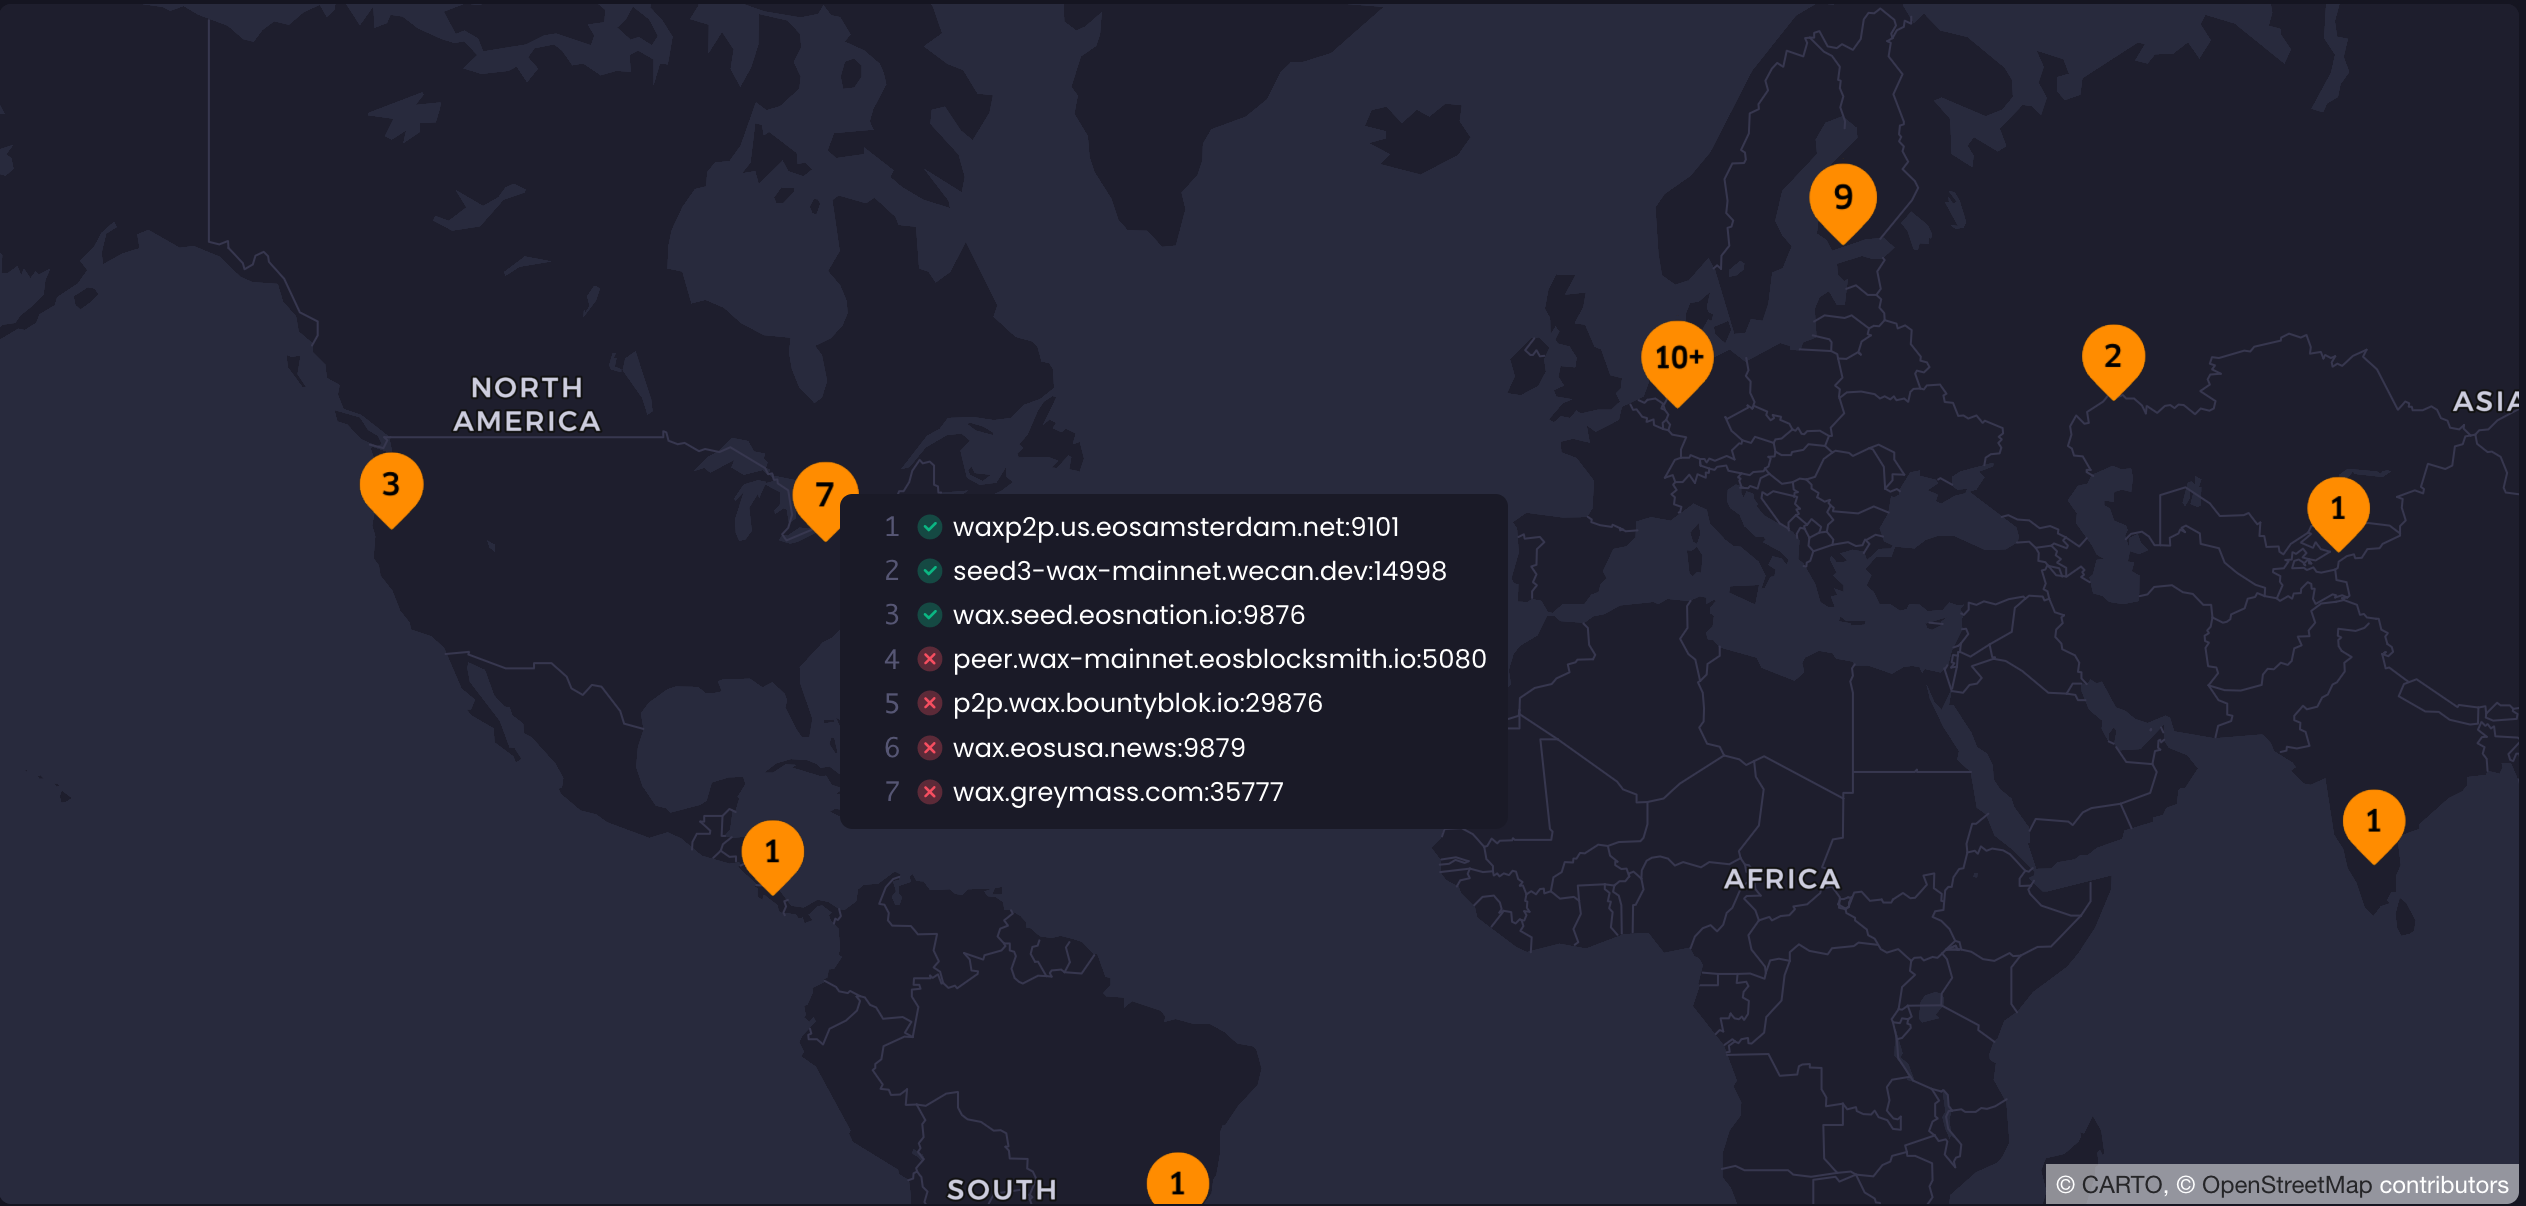 9
10+
2
NORTH
AMERICA
ASIA
3
7
1
1 waxp2p.us.eosamsterdam.net:9101
2 seed3-wax-mainnet.wecan.dev:14998
3 wax.seed.eosnation.io:9876
4 peer.wax-mainnet.eosblocksmith.io:5080
5 p2p.wax.bountyblok.io:29876
6 wax.eosusa.news:9879
7 wax.greymass.com:35777
1
1
AFRICA
1
SOUTH
© CARTO, © OpenStreetMap contributors